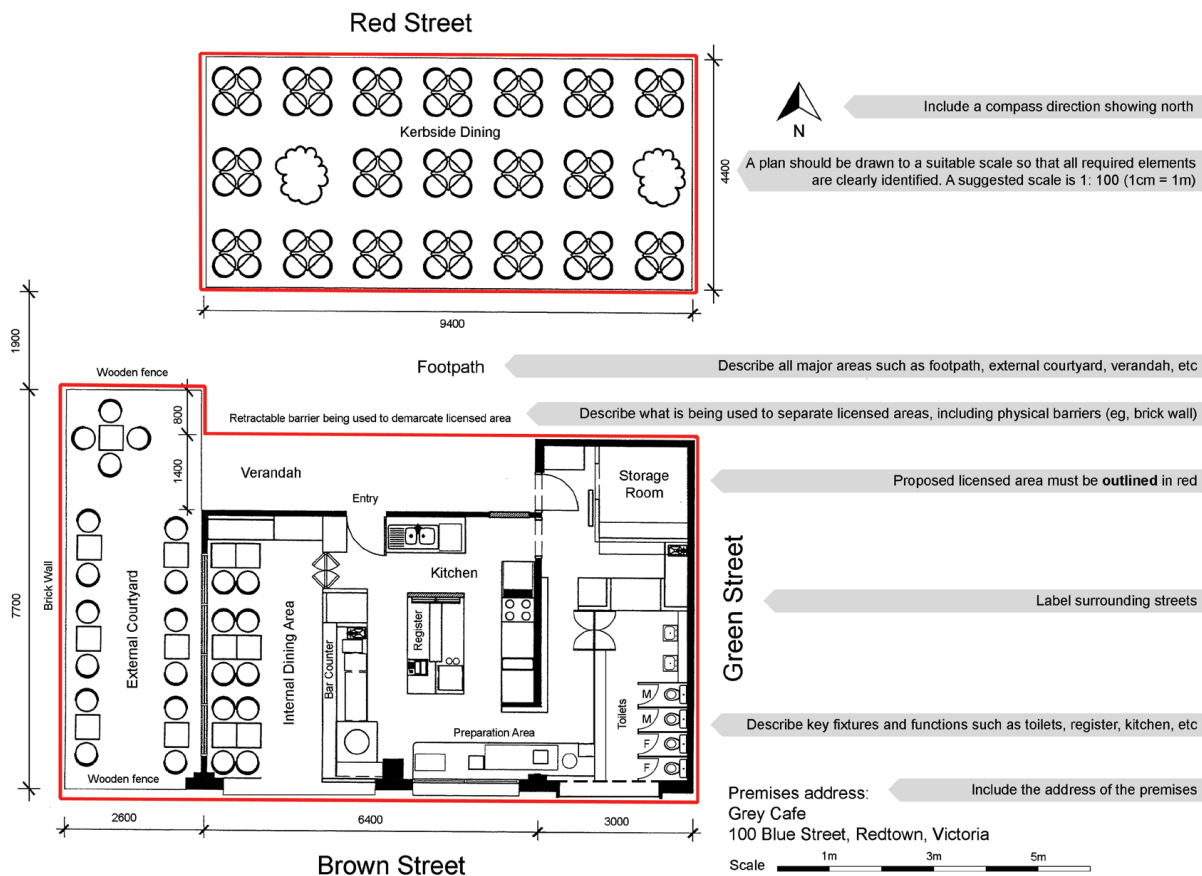 Red Street
Kerbside Dining
N
Include a compass direction showing north
A plan should be drawn to a suitable scale so that all required elements
are clearly identified. A suggested scale is 1: 100 (1cm = 1m)
4400
9400
1900
Footpath
Describe all major areas such as footpath, external courtyard, verandah, etc
Wooden fence
800
Retractable barrier being used to demarcate licensed area
Describe what is being used to separate licensed areas, including physical barriers (eg, brick wall)
1400
Verandah
Entry
Storage
Room
Proposed licensed area must be outlined in red
Kitchen
7700
Brick Wall
External Courtyard
Internal Dining Area
Bar Counter
Register
Green Street
Label surrounding streets
Toilets
M
M
F
F
Describe key fixtures and functions such as toilets, register, kitchen, etc
Preparation Area
Wooden fence
Include the address of the premises
Premises address:
Grey Cafe
100 Blue Street, Redtown, Victoria
2600
6400
3000
Brown Street
Scale
1m
3m
5m